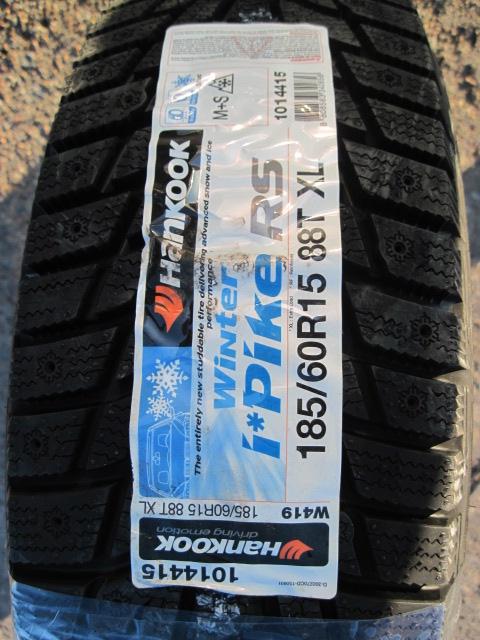 HANKOOK
driving emotion
1014415
W419
185/60R15 88T XL
HANKOOK
The entirely new studdable tire delivering advanced snow and ice
performance
Winter
i*Pike RS
185/60R15 88T XL
M+S
1014415